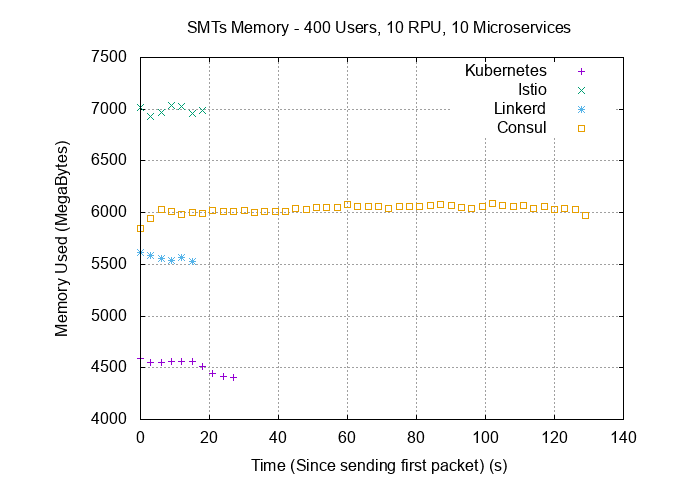 SMTs Memory - 400 Users, 10 RPU, 10 Microservices
7500
7000
6500
6000
5500
5000
4500
4000
Memory Used (MegaBytes)
Kubernetes
Istio
Linkerd
Consul
0 20 40 60 80 100 120 140
Time (Since sending first packet) (s)